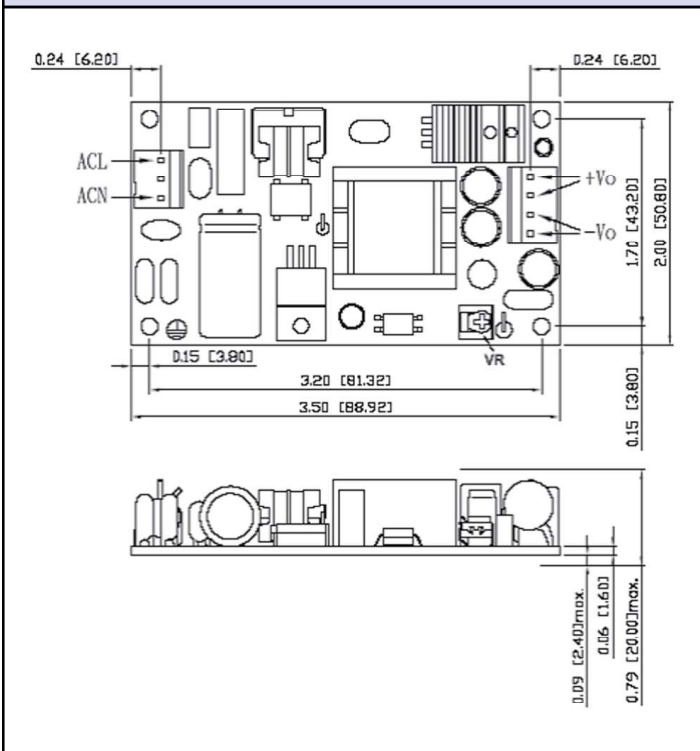 0.24 [6.20]
0.24 [6.20]
ACL
ACN
+Vo
-Vo
1.70 [43.20]
2.00 [50.80]
VR
0.15 [3.80]
3.20 [81.32]
3.50 [88.92]
0.15 [3.80]
0.09 [2.40]max.
0.06 [1.60]
0.79 [20.00]max.